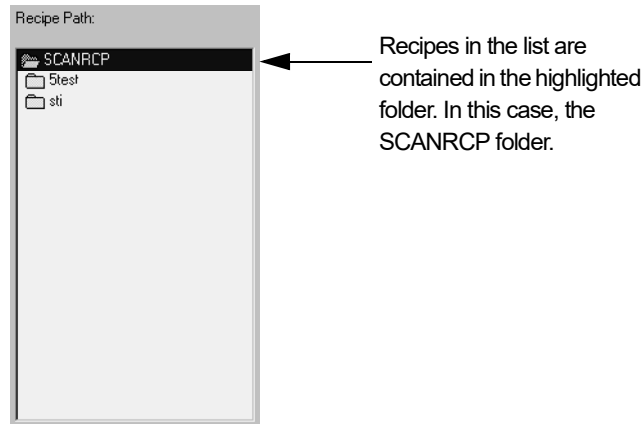 Recipe Path:
SCANRCP
5test
sti
Recipes in the list are
contained in the highlighted
folder. In this case, the
SCANRCP folder.